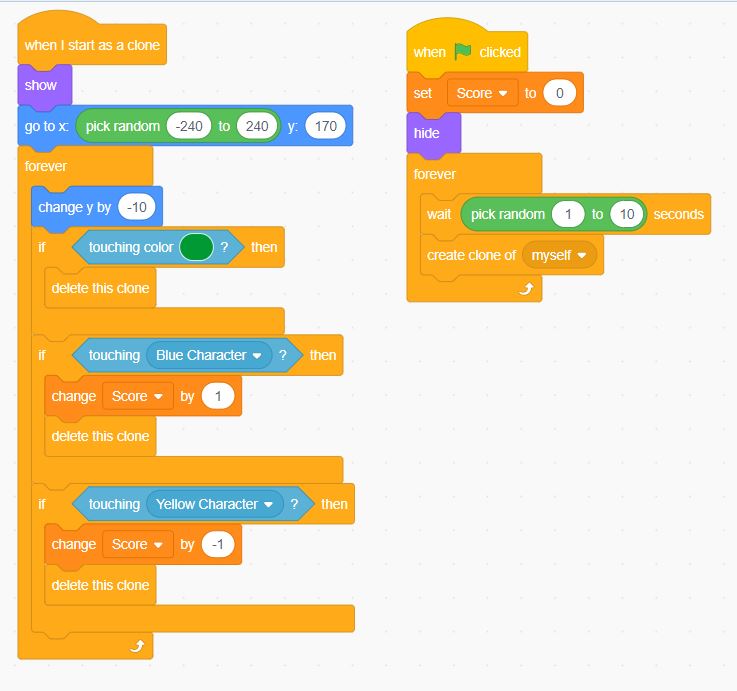 when I start as a clone
show
go to x: pick random -240 to 240 y: 170
forever
change y by -10
if touching color ? then
delete this clone
if touching Blue Character ? then
change Score by 1
delete this clone
if touching Yellow Character ? then
change Score by -1
delete this clone
when clicked
set Score to 0
hide
forever
wait pick random 1 to 10 seconds
create clone of myself